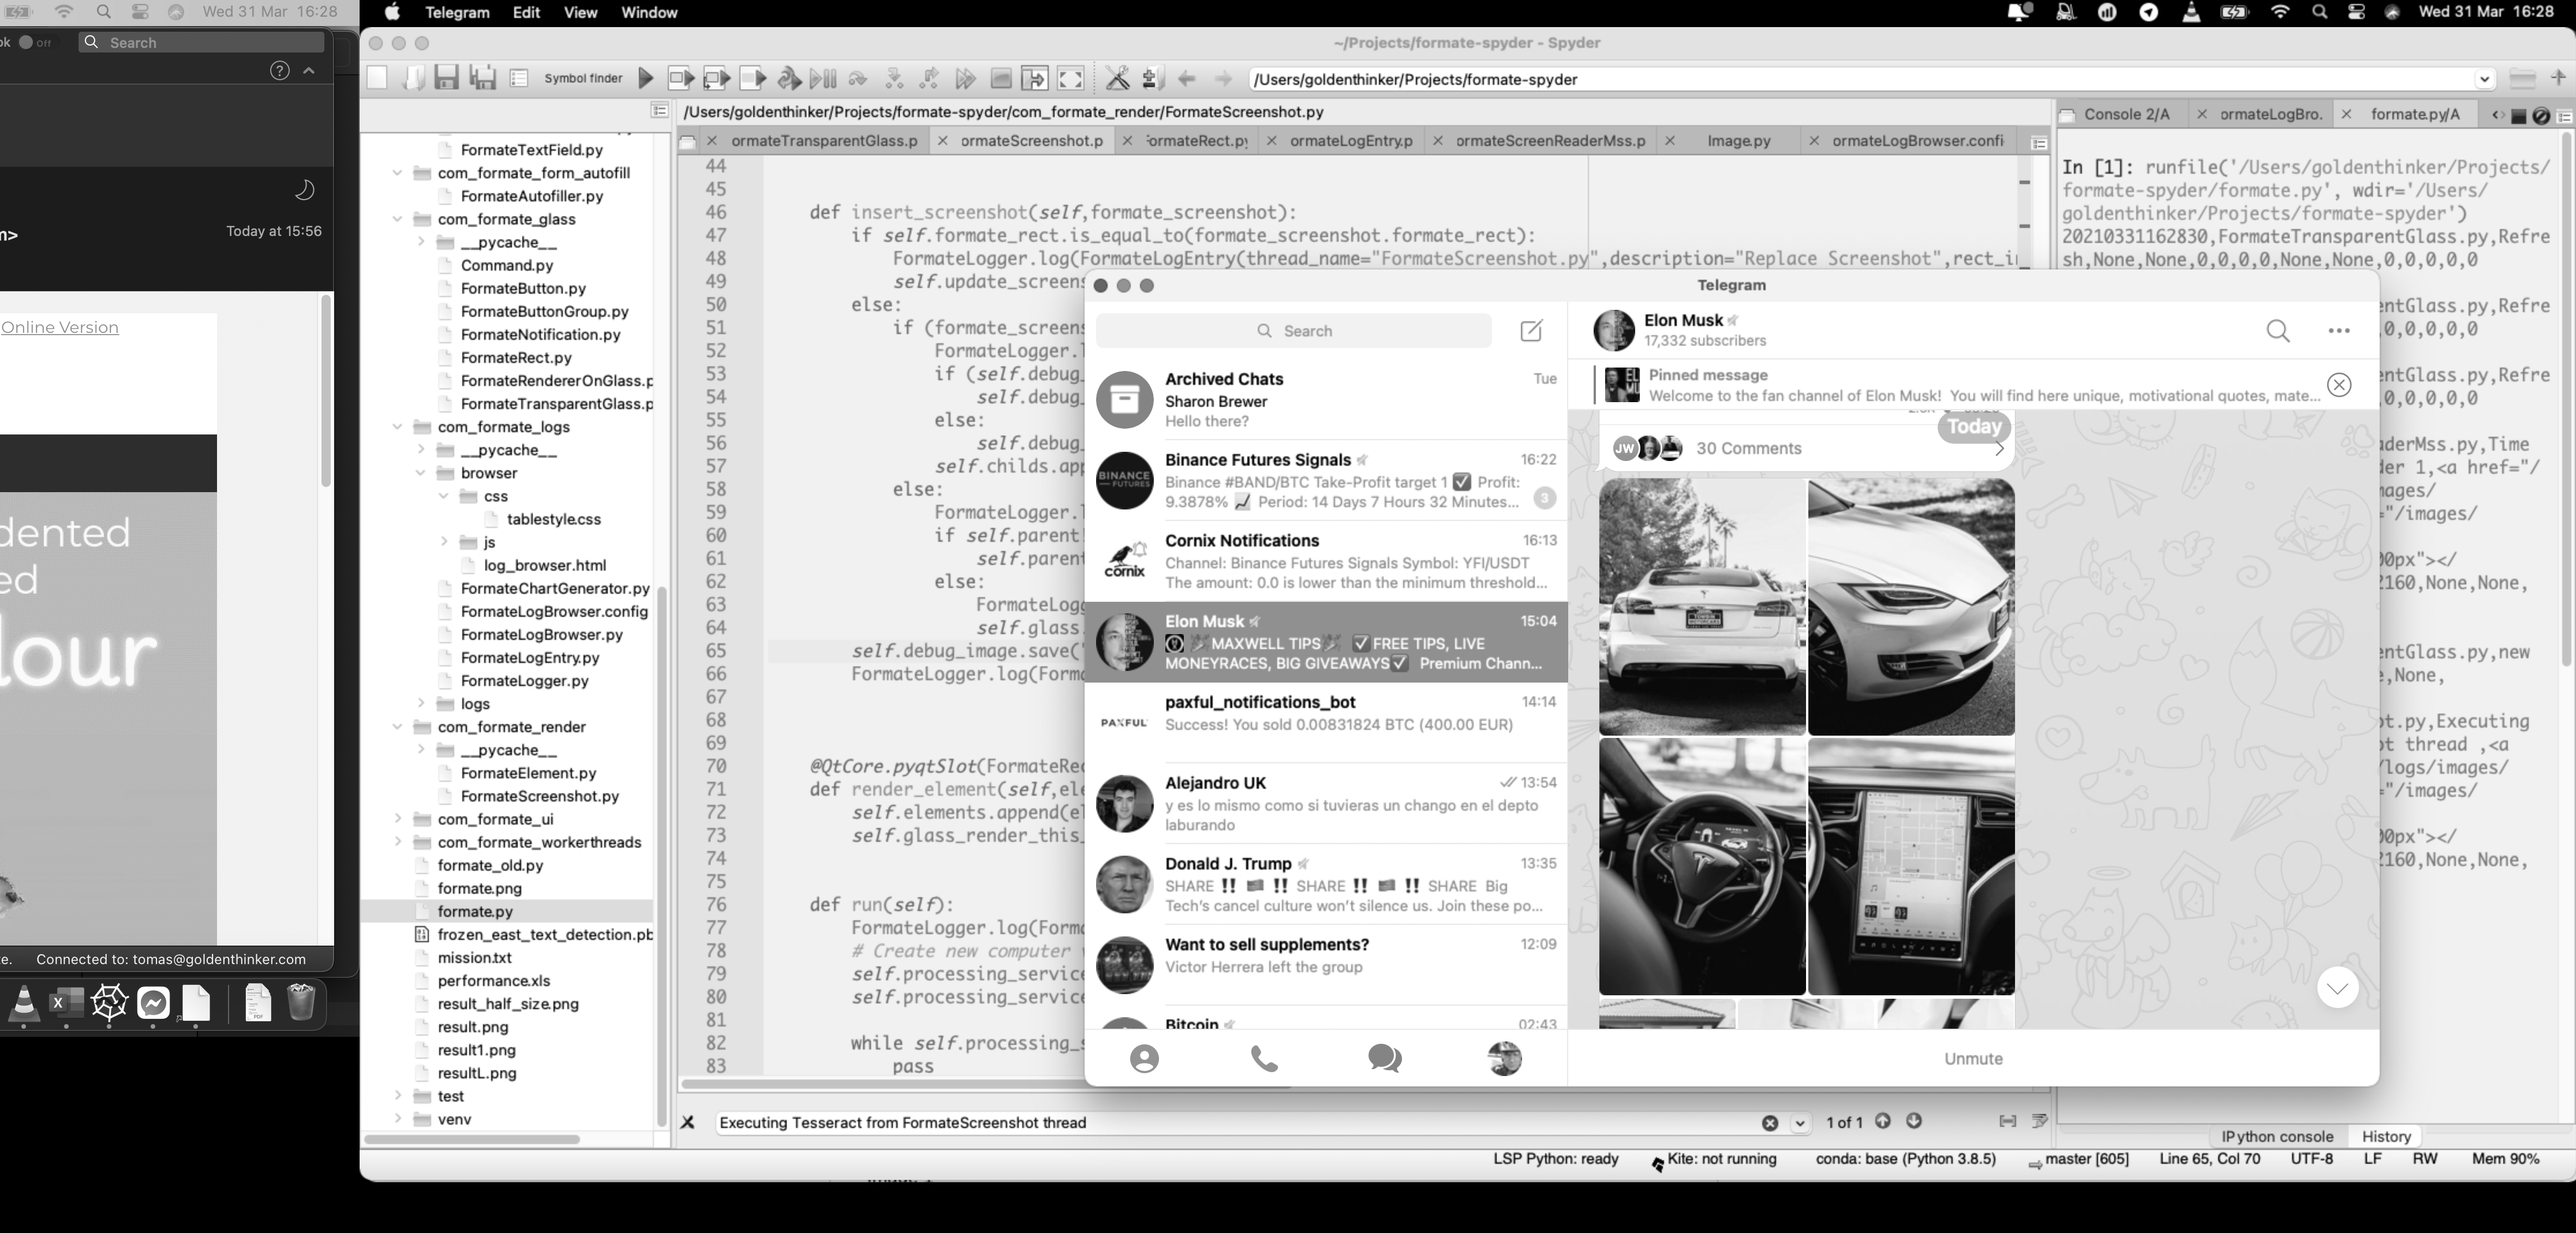 Wed 31 Mar 16:28
Off
Search
Today at 15:56
Online Version
Connected to: tomas@goldenthinker.com
Telegram Edit View Window
Wed 31 Mar 16:28
~/Projects/formate-spyder - Spyder
Symbol finder
/Users/goldenthinker/Projects/formate-spyder
/Users/goldenthinker/Projects/formate-spyder/com_formate_render/FormateScreenshot.py
ormateTransparentGlass.p
ormateScreenshot.p
ormateRect.py
ormateLogEntry.p
ormateScreenReaderMss.p
Image.py
ormateLogBrowser.confi
Console 2/A
ormateLogBro.
formate.py/A
FormateTextField.py
com_formate_form_autofill
FormateAutofiller.py
com_formate_glass
__pycache__
Command.py
FormateButton.py
FormateButtonGroup.py
FormateNotification.py
FormateRect.py
FormateRendererOnGlass.p
FormateTransparentGlass.p
com_formate_logs
__pycache__
browser
css
tablestyle.css
js
log_browser.html
FormateChartGenerator.py
FormateLogBrowser.config
FormateLogBrowser.py
FormateLogEntry.py
FormateLogger.py
logs
com_formate_render
__pycache__
FormateElement.py
FormateScreenshot.py
com_formate_ui
com_formate_workerthreads
formate_old.py
formate.png
formate.py
frozen_east_text_detection.pb
mission.txt
performance.xls
result_half_size.png
result.png
result1.png
resultL.png
test
venv
44
45
46 def insert_screenshot(self,formate_screenshot):
47 if self.formate_rect.is_equal_to(formate_screenshot.formate_rect):
48 FormateLogger.log(FormateLogEntry(thread_name="FormateScreenshot.py",description="Replace Screenshot",rect_i
49 self.update_screens
50 else:
51 if (formate_screens
52 FormateLogger.l
53 if (self.debug_
54 self.debug_
55 else:
56 self.debug_
57 self.childs.app
58 else:
59 FormateLogger.l
60 if self.parent
61 self.parent
62 else:
63 FormateLogg
64 self.glass
65 self.debug_image.save(
66 FormateLogger.log(Forma
67
68
69
70 @QtCore.pyqtSlot(FormateRec
71 def render_element(self,ele
72 self.elements.append(el
73 self.glass_render_this_
74
75
76 def run(self):
77 FormateLogger.log(Forma
78 # Create new computer
79 self.processing_service
80 self.processing_service
81
82 while self.processing_s
83 pass
In [1]: runfile('/Users/goldenthinker/Projects/
formate-spyder/formate.py', wdir='/Users/
goldenthinker/Projects/formate-spyder')
20210331162830,FormateTransparentGlass.py,Refre
sh,None,None,0,0,0,0,None,None,0,0,0,0,0
entGlass.py,Refre
,0,0,0,0,0
entGlass.py,Refre
,0,0,0,0,0
aderMss.py,Time
der 1,<a href="/
mages/
="/images/
00px"></
2160,None,None,
entGlass.py,new
e,None,
ot.py,Executing
ot thread ,<a
/logs/images/
="/images/
00px"></
2160,None,None,
Telegram
Search
Archived Chats
Tue
Sharon Brewer
Hello there?
BINANCE
FUTURES
Binance Futures Signals
16:22
Binance #BAND/BTC Take-Profit target 1 ✅ Profit:
9.3878% 📈 Period: 14 Days 7 Hours 32 Minutes...
3
cornix
Cornix Notifications
16:13
Channel: Binance Futures Signals Symbol: YFI/USDT
The amount: 0.0 is lower than the minimum threshold...
Elon Musk
15:04
MAXWELL TIPS ✅FREE TIPS, LIVE
MONEYRACES, BIG GIVEAWAYS✅ Premium Chann...
PAXFUL
paxful_notifications_bot
14:14
Success! You sold 0.00831824 BTC (400.00 EUR)
Alejandro UK
13:54
y es lo mismo como si tuvieras un chango en el depto
laburando
Donald J. Trump
13:35
SHARE ‼️ ‼️ SHARE ‼️ ‼️ SHARE Big
Tech's cancel culture won't silence us. Join these po...
Want to sell supplements?
12:09
Victor Herrera left the group
Bitcoin
02:43
Elon Musk
17,332 subscribers
Pinned message
Welcome to the fan channel of Elon Musk! You will find here unique, motivational quotes, mate...
Today
JW
30 Comments
Unmute
Executing Tesseract from FormateScreenshot thread
1 of 1
IPython console
History
LSP Python: ready
Kite: not running
conda: base (Python 3.8.5)
master [605]
Line 65, Col 70
UTF-8
LF
RW
Mem 90%